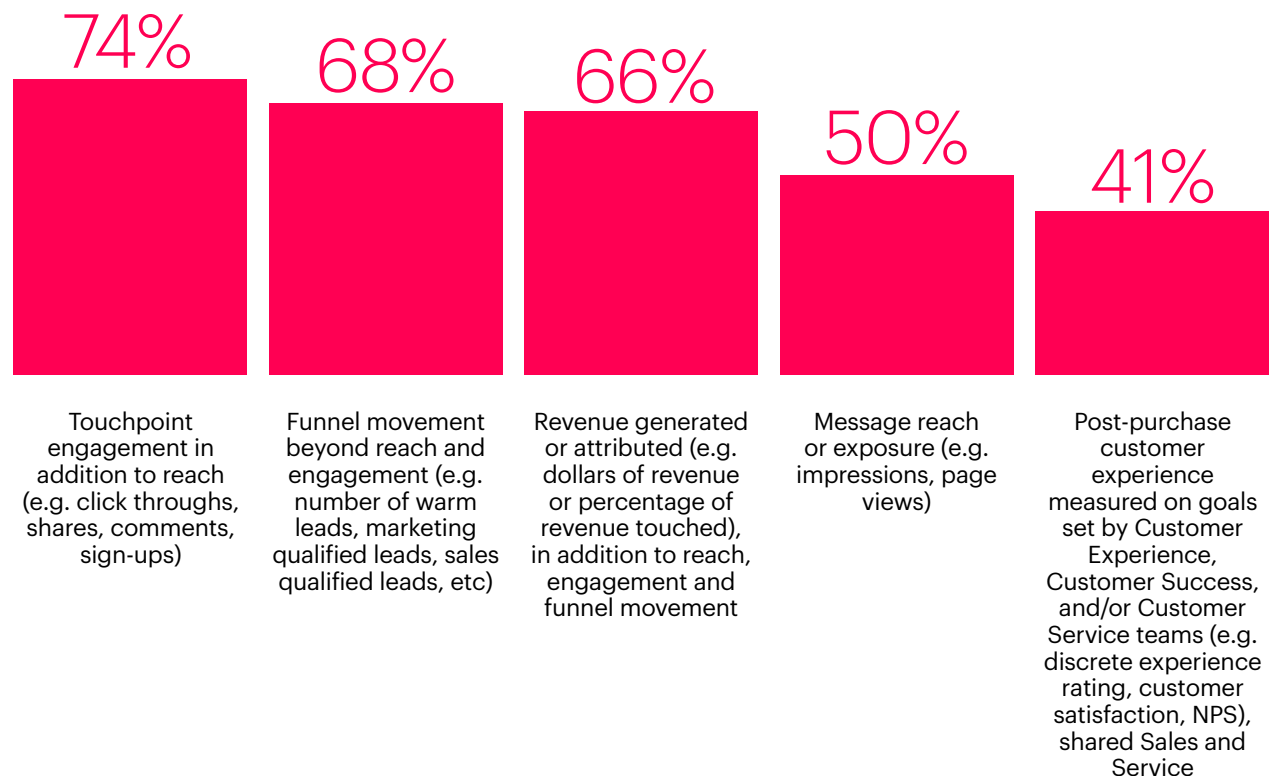 74%
68%
66%
50%
41%
Touchpoint
engagement in
addition to reach
(e.g. click throughs,
shares, comments,
sign-ups)
Funnel movement
beyond reach and
engagement (e.g.
number of warm
leads, marketing
qualified leads, sales
qualified leads, etc)
Revenue generated
or attributed (e.g.
dollars of revenue
or percentage of
revenue touched),
in addition to reach,
engagement and
funnel movement
Message reach
or exposure (e.g.
impressions, page
views)
Post-purchase
customer
experience
measured on goals
set by Customer
Experience,
Customer Success,
and/or Customer
Service teams (e.g.
discrete experience
rating, customer
satisfaction, NPS),
shared Sales and
Service